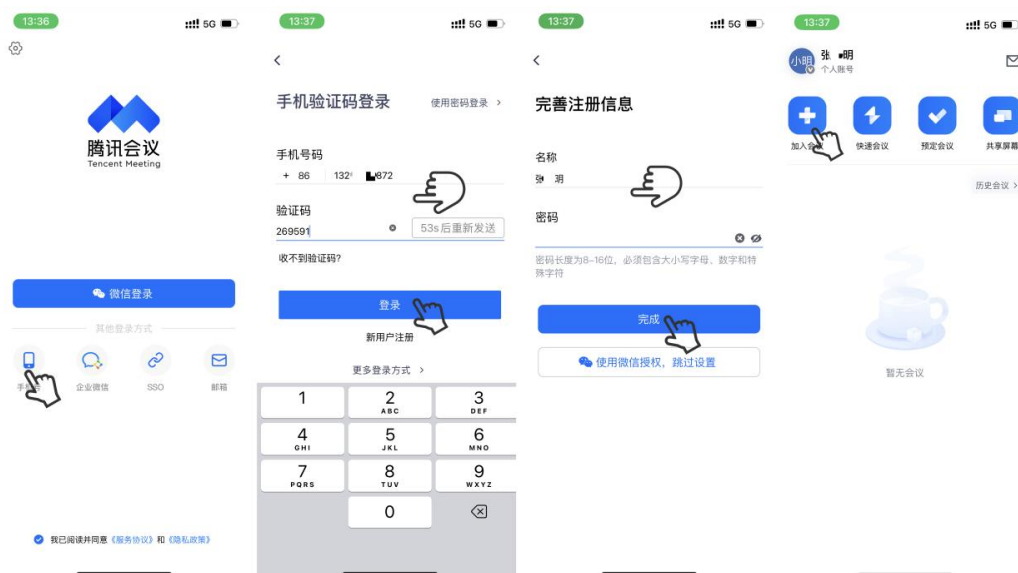 13:36
5G
腾讯会议
Tencent Meeting
微信登录
其他登录方式
企业微信
SSO
邮箱
我已阅读并同意《服务协议》和《隐私政策》
13:37
5G
手机验证码登录
使用密码登录 >
手机号码
+ 86 132 872
验证码
269591
53s后重新发送
收不到验证码?
登录
新用户注册
更多登录方式 >
1
2
ABC
3
DEF
4
GHI
5
JKL
6
MNO
7
PQRS
8
TUV
9
WXYZ
0
13:37
5G
完善注册信息
名称
明
密码
密码长度为8-16位,必须包含大小写字母、数字和特
殊字符
完成
使用微信授权,跳过设置
13:37
5G
小明
张 明
个人账号
加入会议
快速会议
预定会议
共享屏幕
历史会议 >
暂无会议